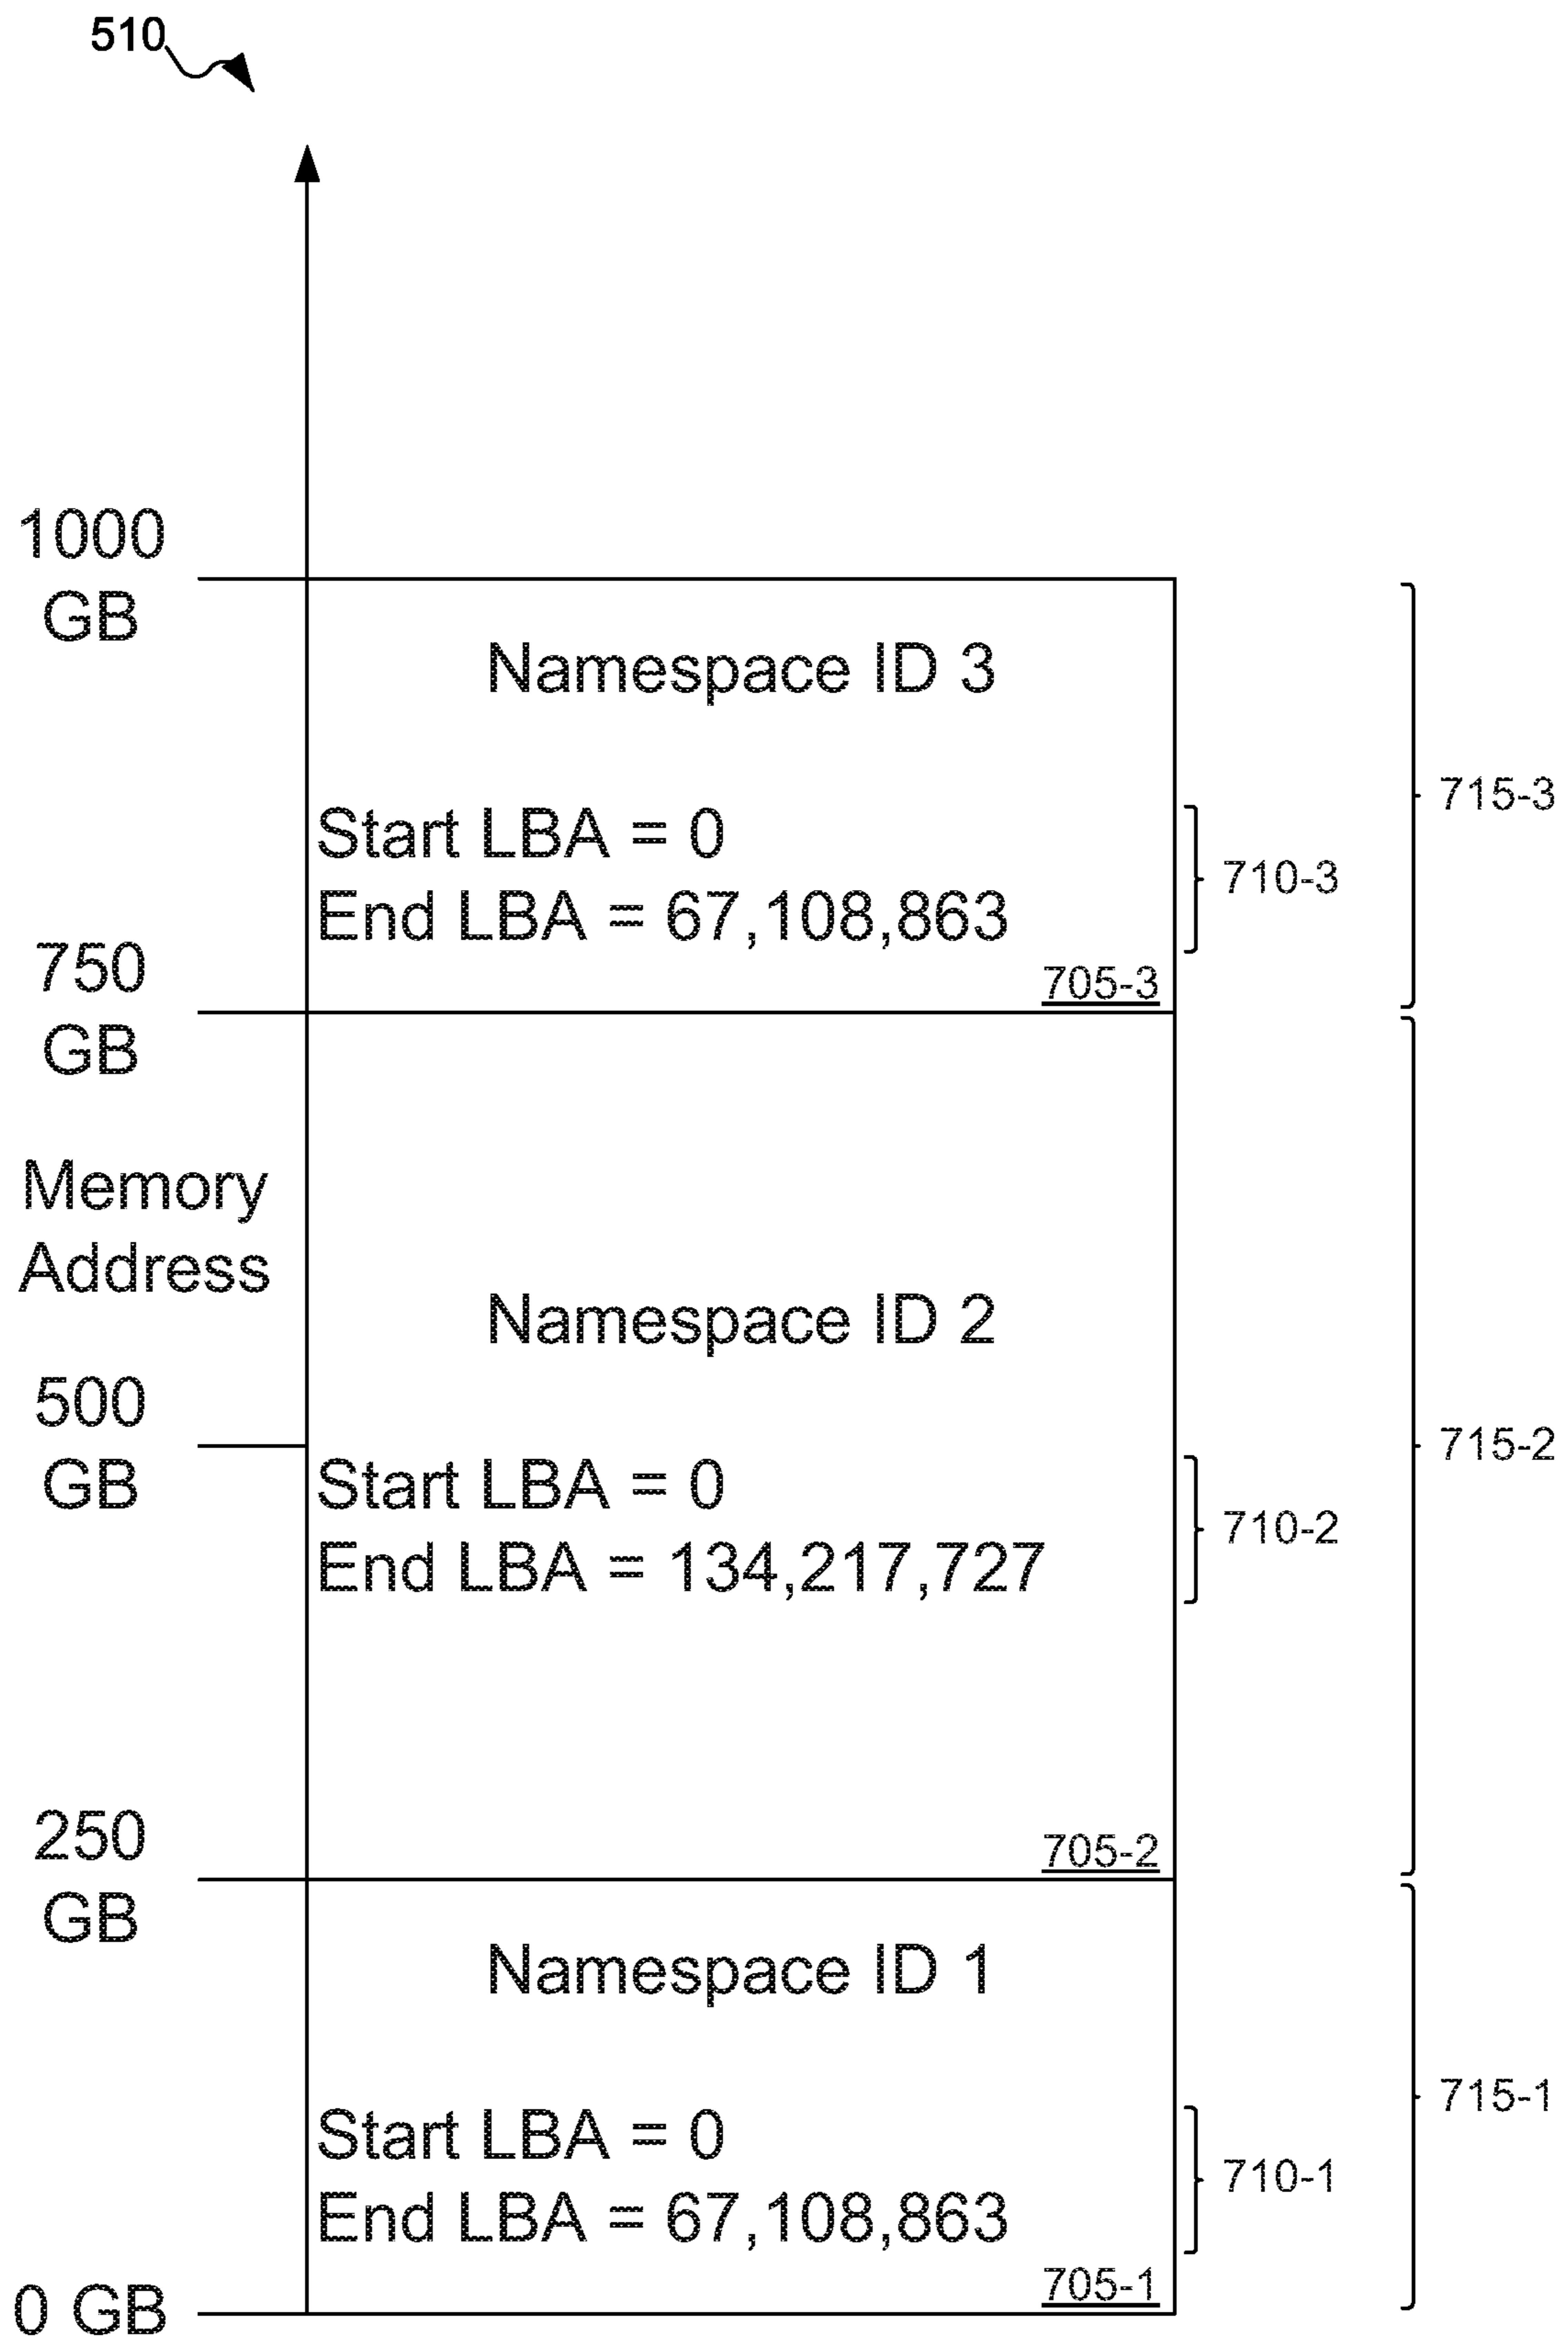 510
1000
GB
Namespace ID 3
715-3
Start LBA = 0
End LBA = 67,108,863
710-3
705-3
750
GB
Memory
Address
Namespace ID 2
500
GB
715-2
Start LBA = 0
End LBA = 134,217,727
710-2
705-2
250
GB
Namespace ID 1
715-1
Start LBA = 0
End LBA = 67,108,863
710-1
705-1
0 GB